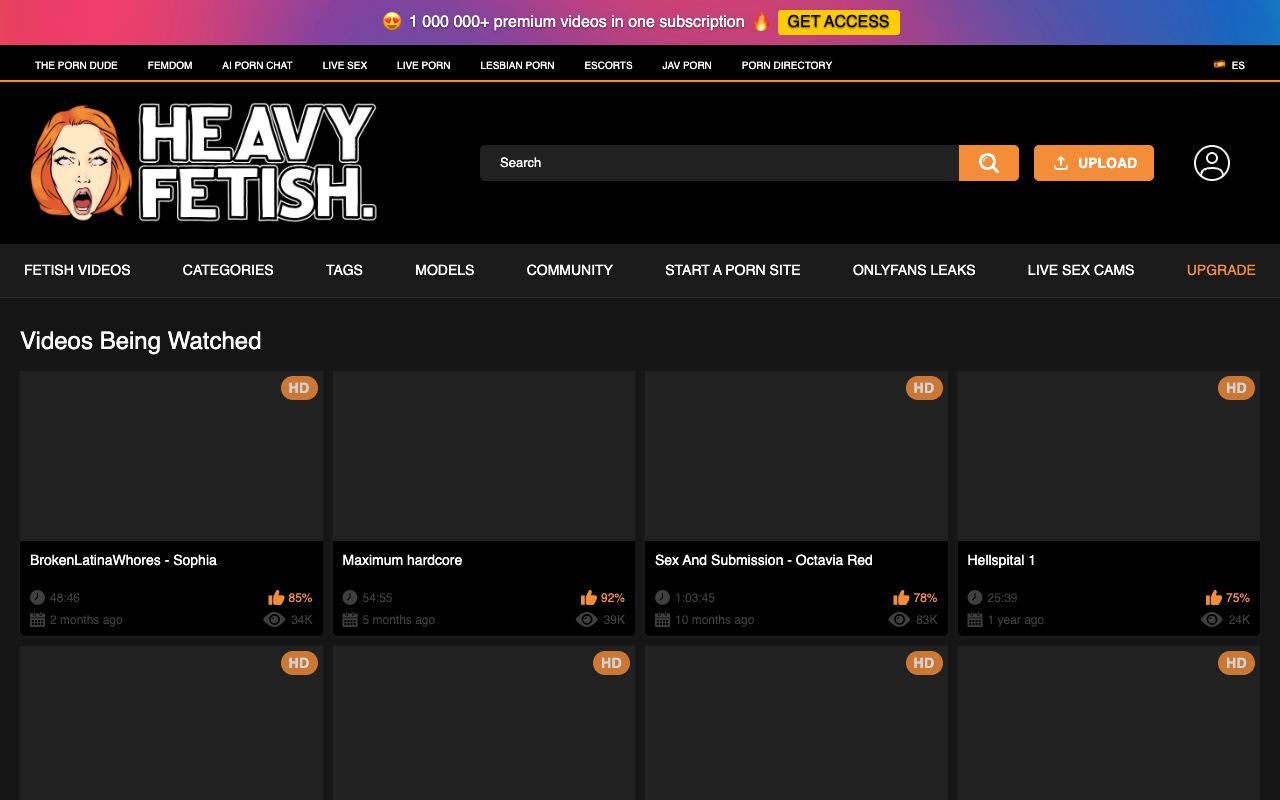 1 000 000+ premium videos in one subscription GET ACCESS
THE PORN DUDE FEMDOM AI PORN CHAT LIVE SEX LIVE PORN LESBIAN PORN ESCORTS JAV PORN PORN DIRECTORY ES
HEAVY
FETISH.
Search UPLOAD
FETISH VIDEOS CATEGORIES TAGS MODELS COMMUNITY START A PORN SITE ONLYFANS LEAKS LIVE SEX CAMS UPGRADE
Videos Being Watched
HD HD HD
BrokenLatinaWhores - Sophia Maximum hardcore Sex And Submission - Octavia Red Hellspital 1
48:46 85% 54:55 92% 1:03:45 78% 25:39 75%
2 months ago 34K 5 months ago 39K 10 months ago 83K 1 year ago 24K
HD HD HD HD